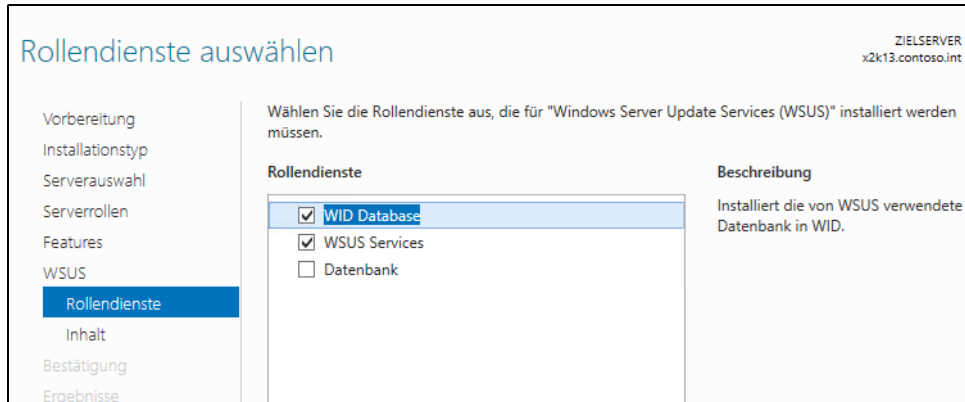 Rollendienste auswählen
ZIELSERVER
x2k13.contoso.int
Vorbereitung
Installationstyp
Serverauswahl
Serverrollen
Features
WSUS
Rollendienste
Inhalt
Bestätigung
Ergebnisse
Wählen Sie die Rollendienste aus, die für "Windows Server Update Services (WSUS)" installiert werden
müssen.
Rollendienste
WID Database
WSUS Services
Datenbank
Beschreibung
Installiert die von WSUS verwendete
Datenbank in WID.